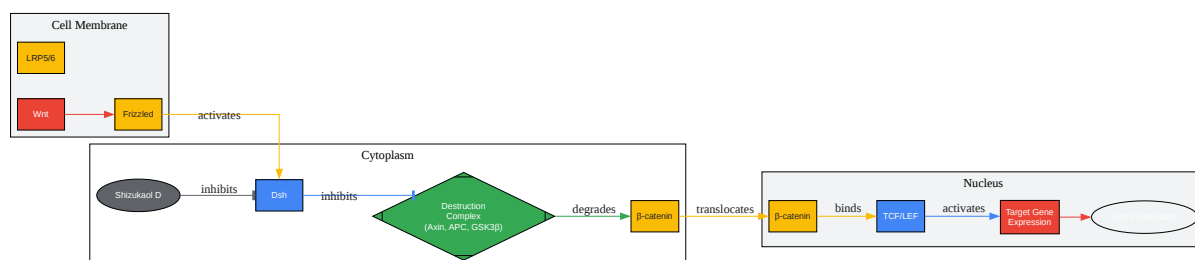 Cell Membrane
LRP5/6
Wnt
Frizzled
activates
Cytoplasm
Shizukaol D
inhibits
Dsh
inhibits
Destruction
Complex
(Axin, APC, GSK3β)
degrades
β-catenin
translocates
Nucleus
β-catenin
binds
TCF/LEF
activates
Target Gene
Expression